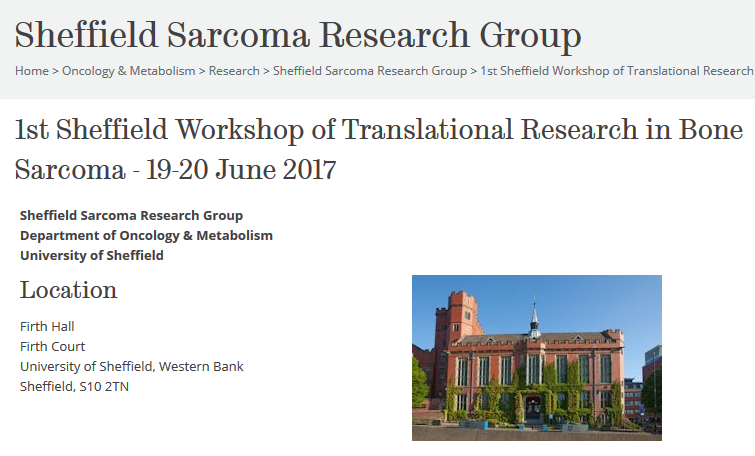 Sheffield Sarcoma Research Group
Home > Oncology & Metabolism > Research > Sheffield Sarcoma Research Group > 1st Sheffield Workshop of Translational Research
1st Sheffield Workshop of Translational Research in Bone
Sarcoma - 19-20 June 2017
Sheffield Sarcoma Research Group
Department of Oncology & Metabolism
University of Sheffield
Location
Firth Hall
Firth Court
University of Sheffield, Western Bank
Sheffield, S10 2TN